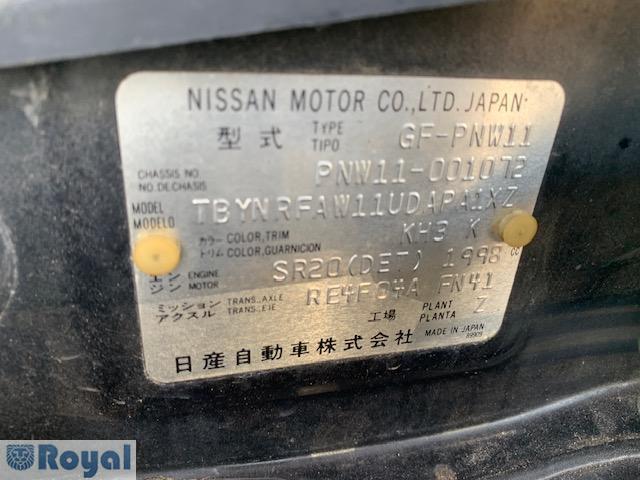 NISSAN MOTOR CO., LTD. JAPAN
型式 TYPE TIPO GF-PNW11
CHASSIS NO. NO.DE.CHASIS PNW11-001072
MODEL MODELO TBYNRFAW11UDAPA1XZ
カラー COLOR,TRIM トリム COLOR,GUARNICION KH3 K
エンジン ENGINE MOTOR SR20(DET) 1998 cc
ミッション アクスル TRANS.,AXLE TRANS.,EJE RE4F04A FN41
工場 PLANT PLANTA Z
日産自動車株式会社 MADE IN JAPAN
Royal